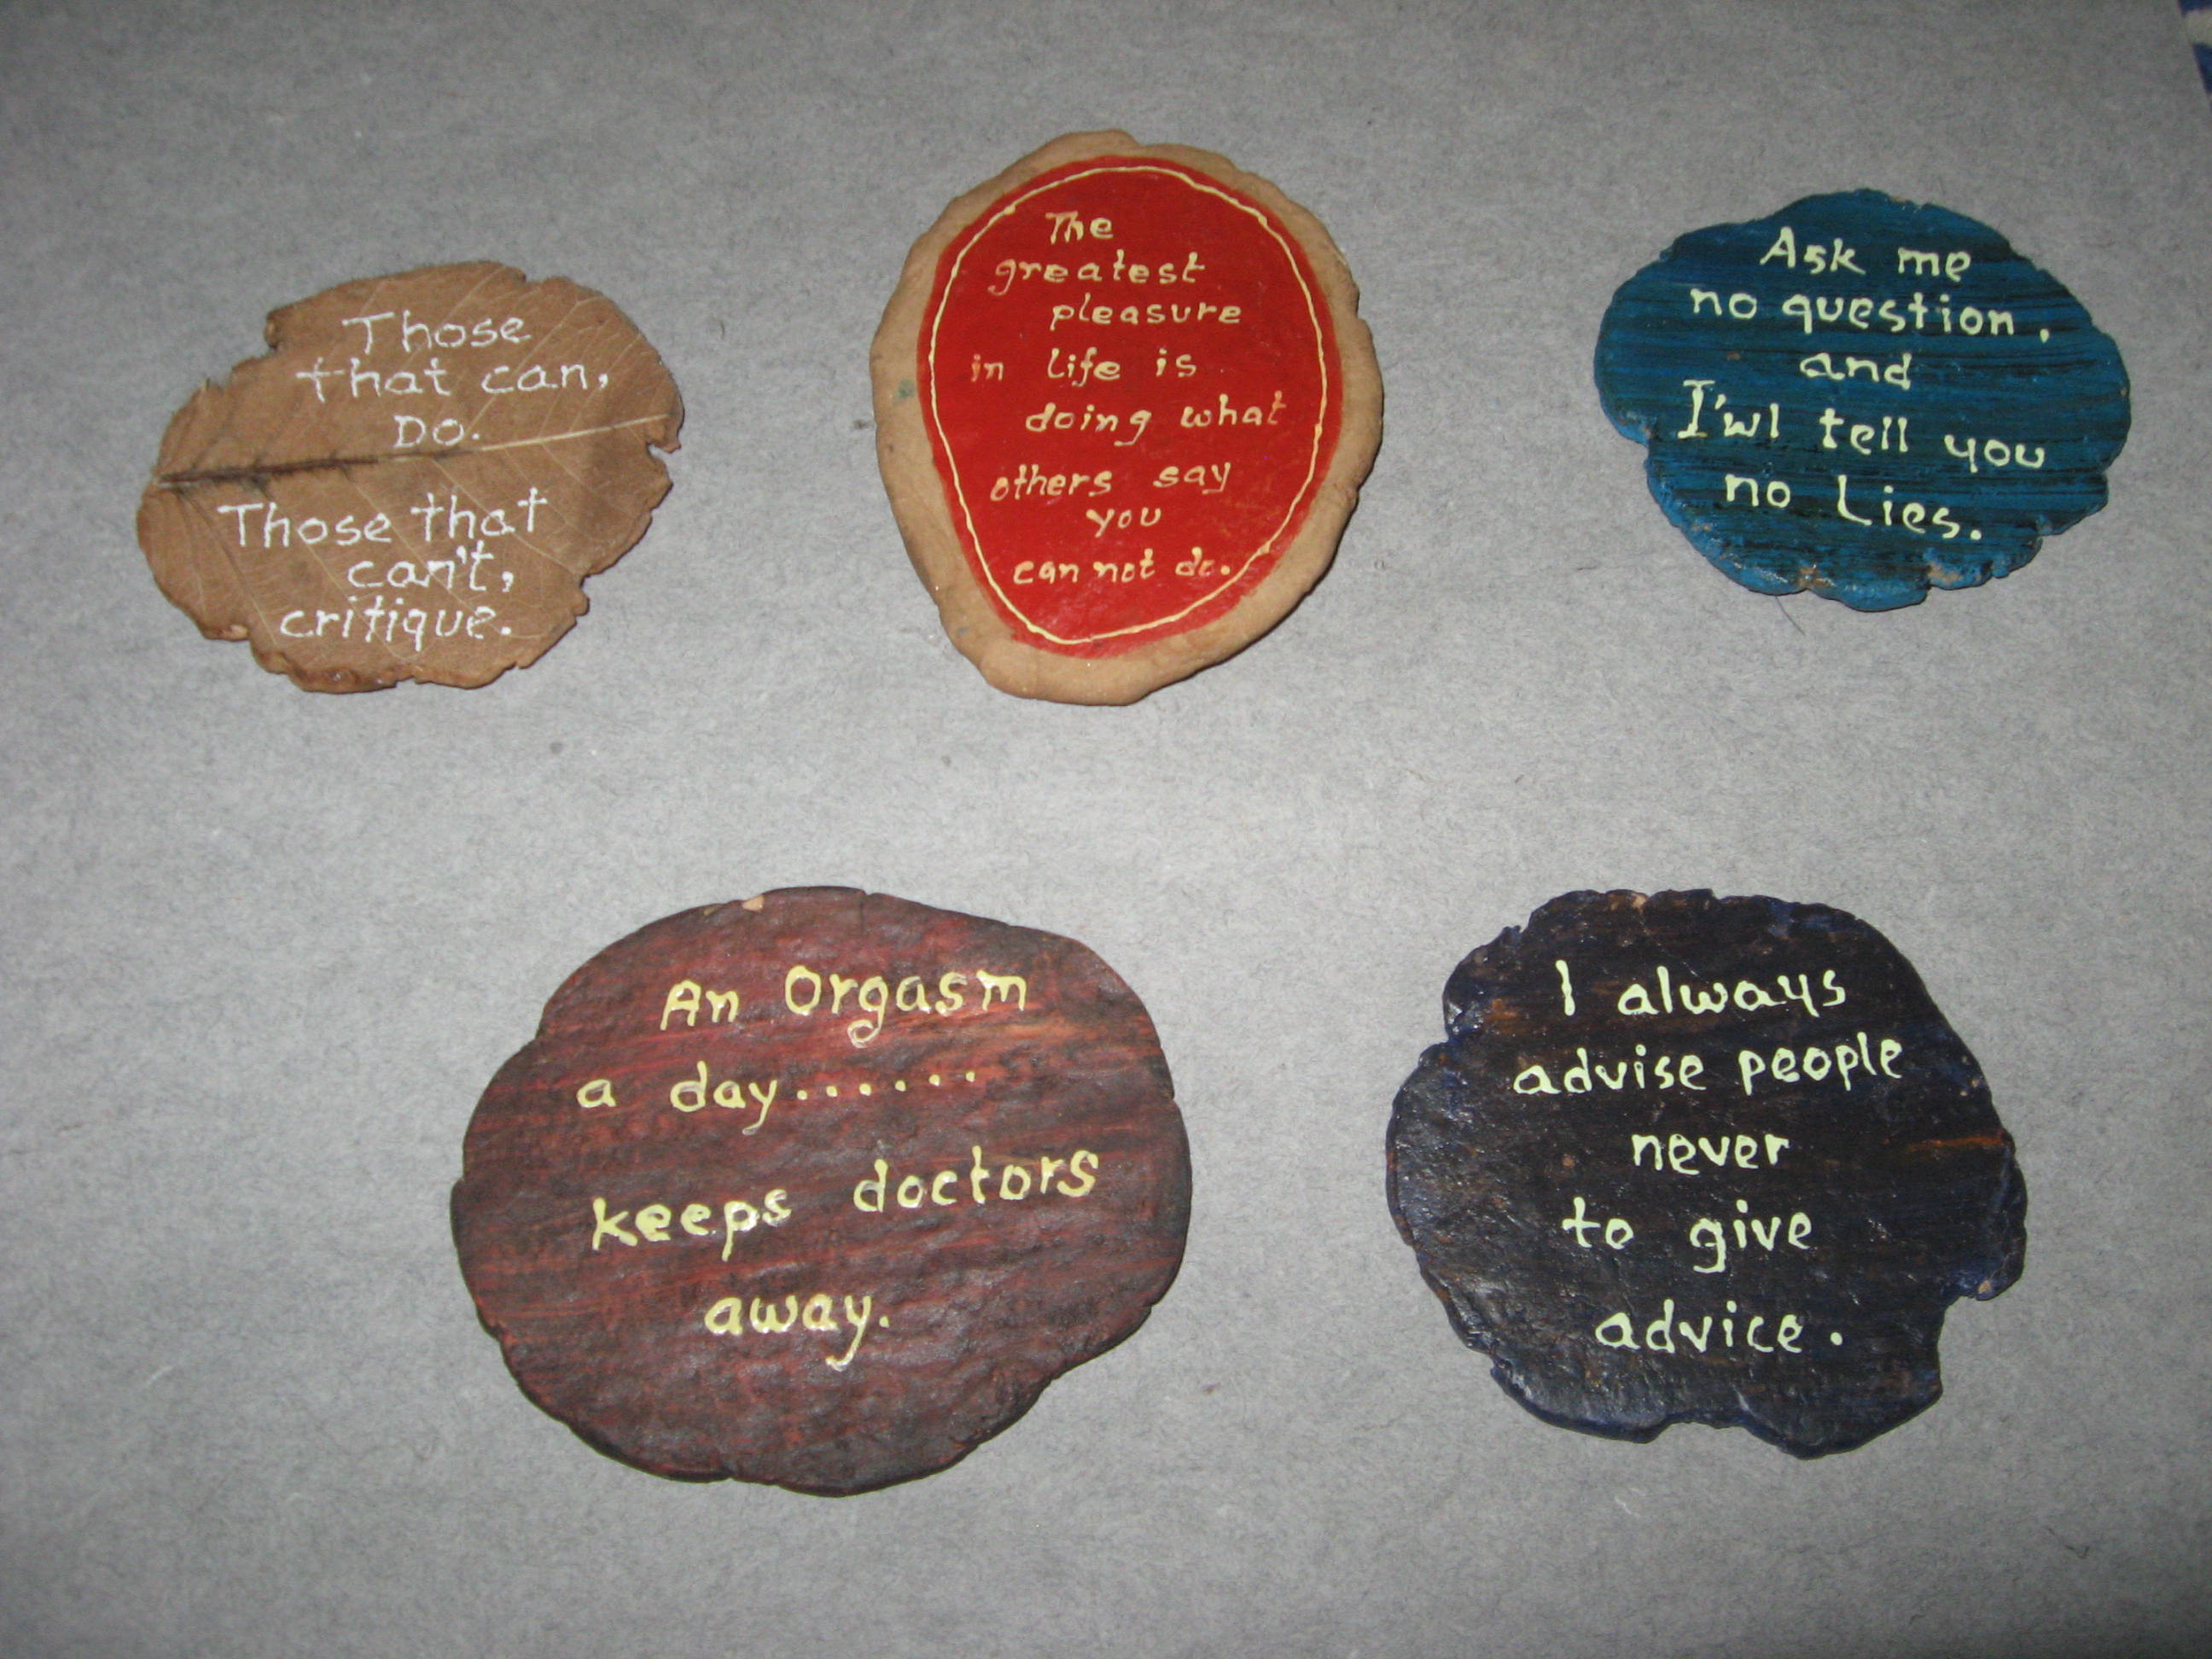 Those
that can,
Do.
Those that
can't,
critique.
The
greatest
pleasure
in life is
doing what
others say
you
can not do.
Ask me
no question,
and
I'wl tell you
no Lies.
An Orgasm
a day.......
keeps doctors
away.
I always
advise people
never
to give
advice.